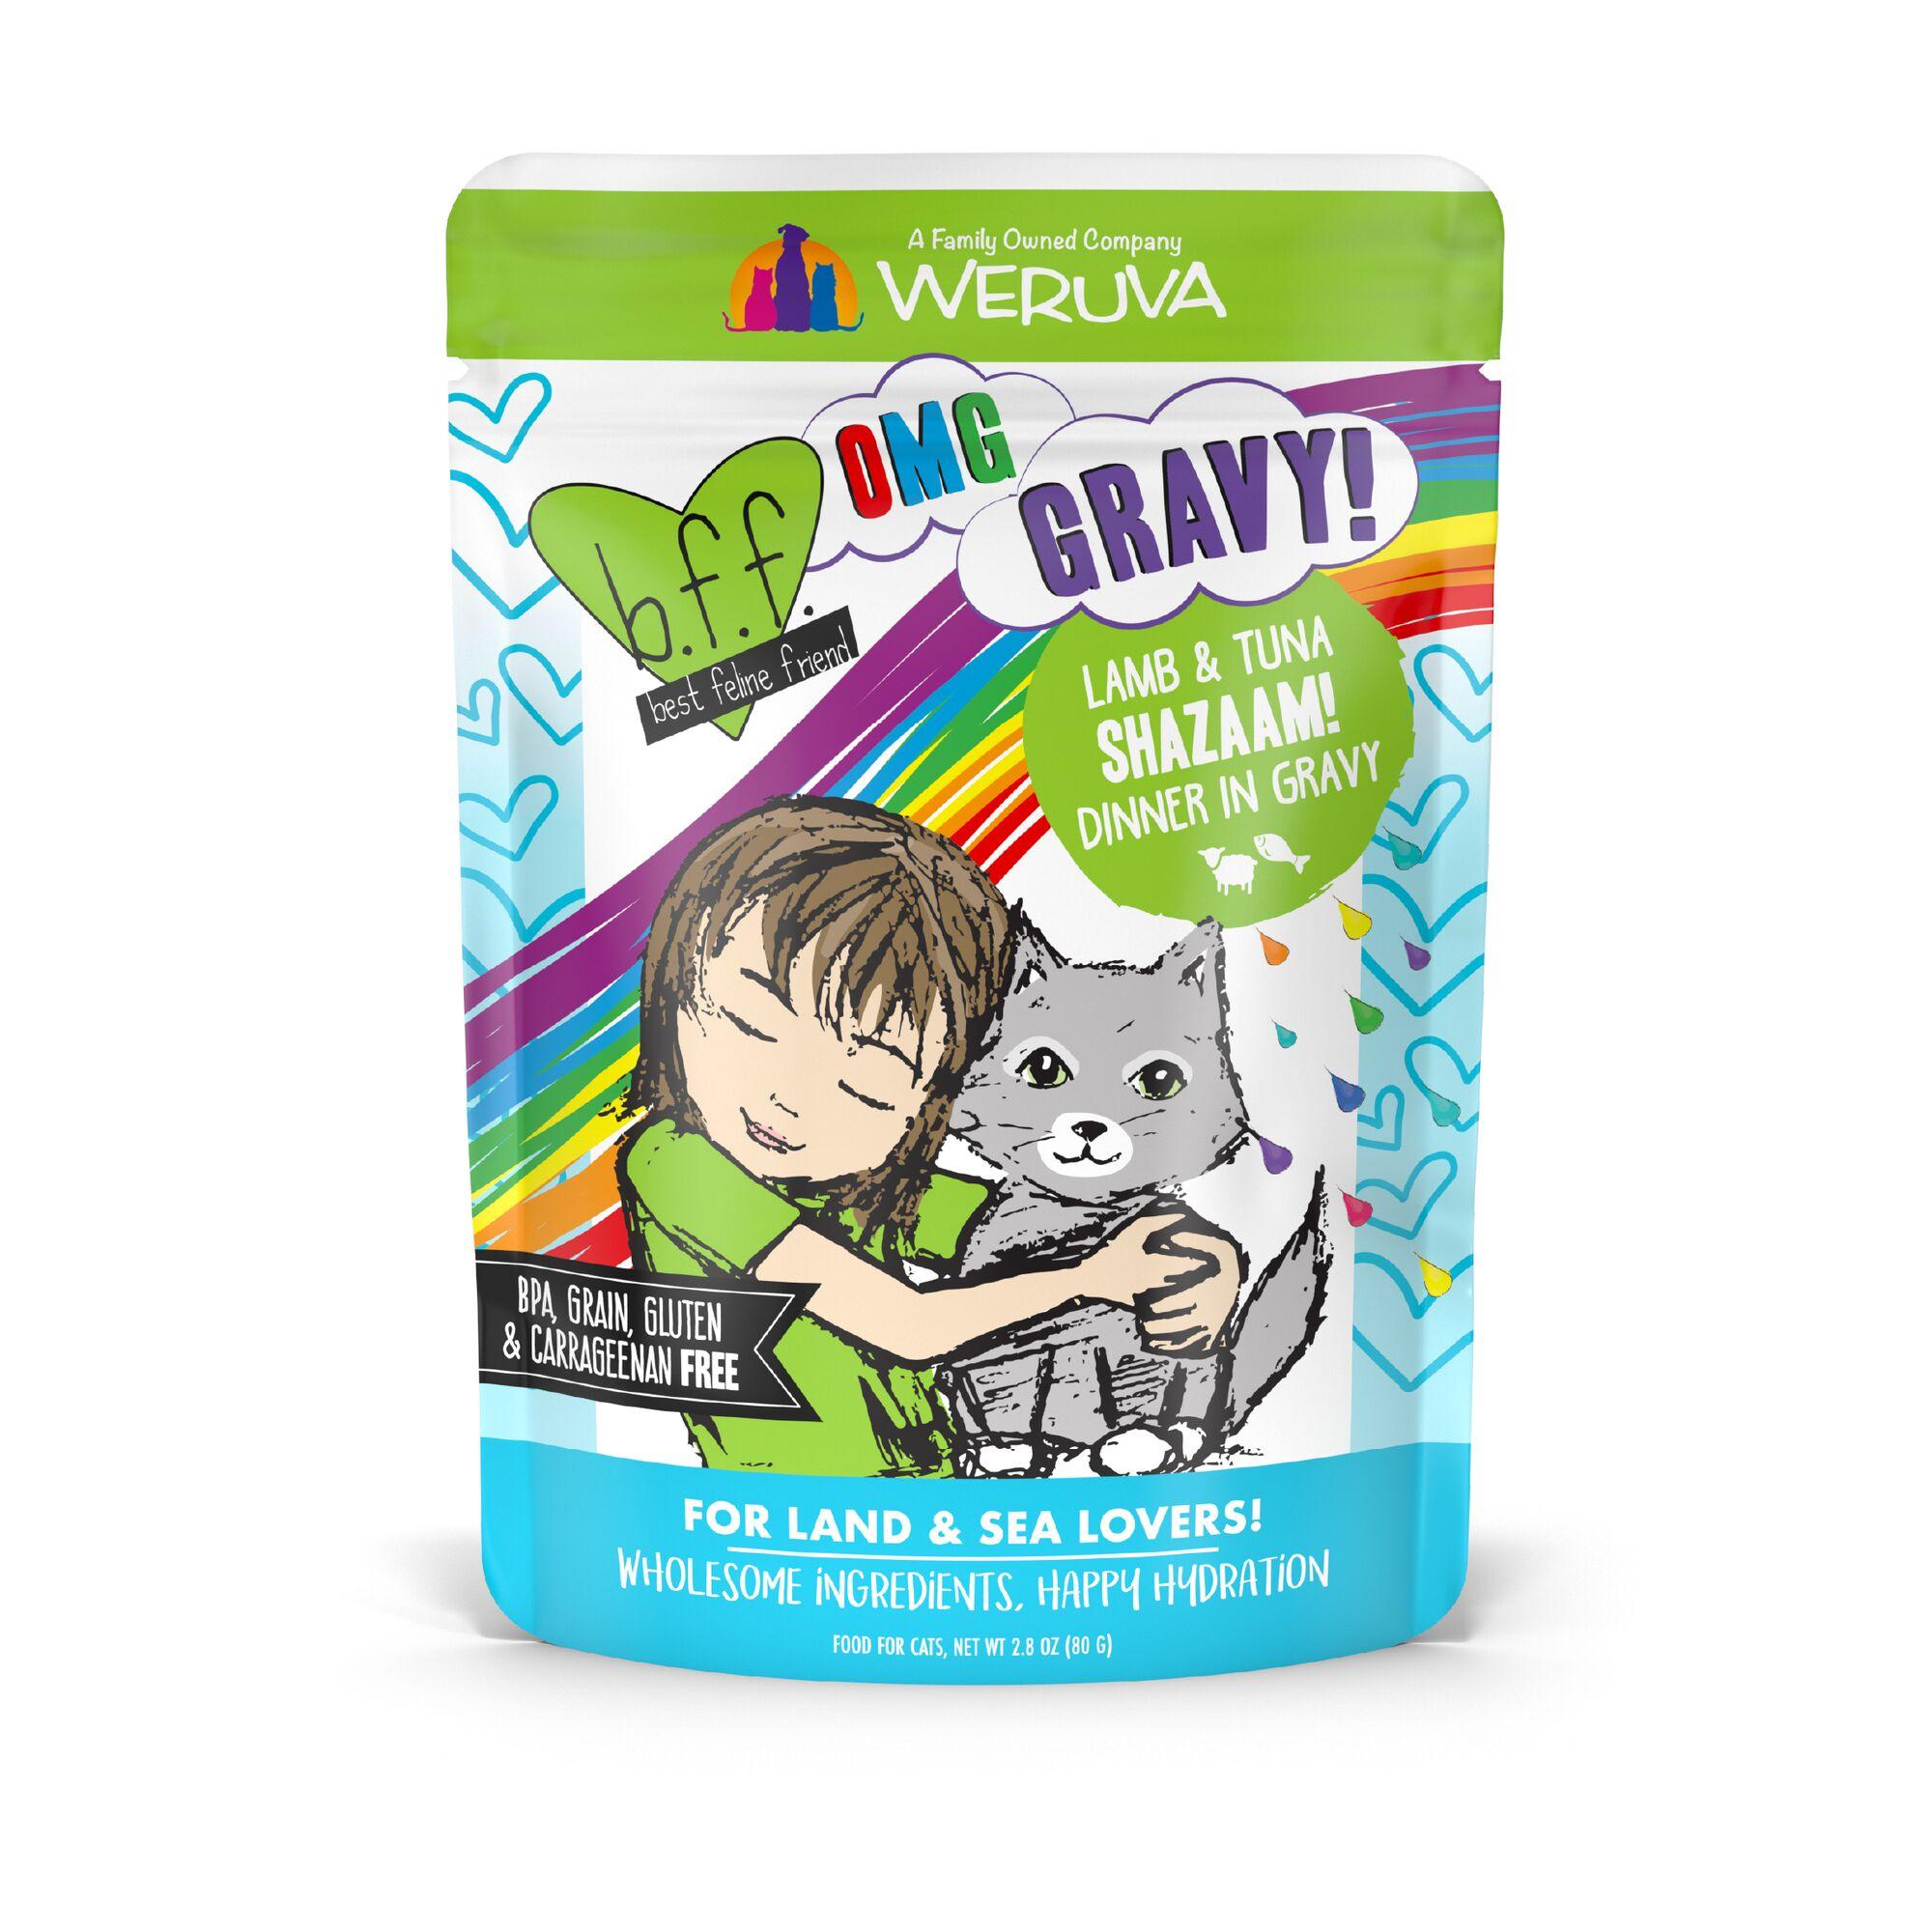 A Family Owned Company
WERUVA
OMG
GRAVY!
b.f.f.
best feline friend
LAMB & TUNA
SHAZAAM!
DINNER IN GRAVY
BPA, GRAIN, GLUTEN
& CARRAGEENAN FREE
FOR LAND & SEA LOVERS!
WHOLESOME INGREDIENTS, HAPPY HYDRATION
FOOD FOR CATS, NET WT 2.8 OZ (80 G)